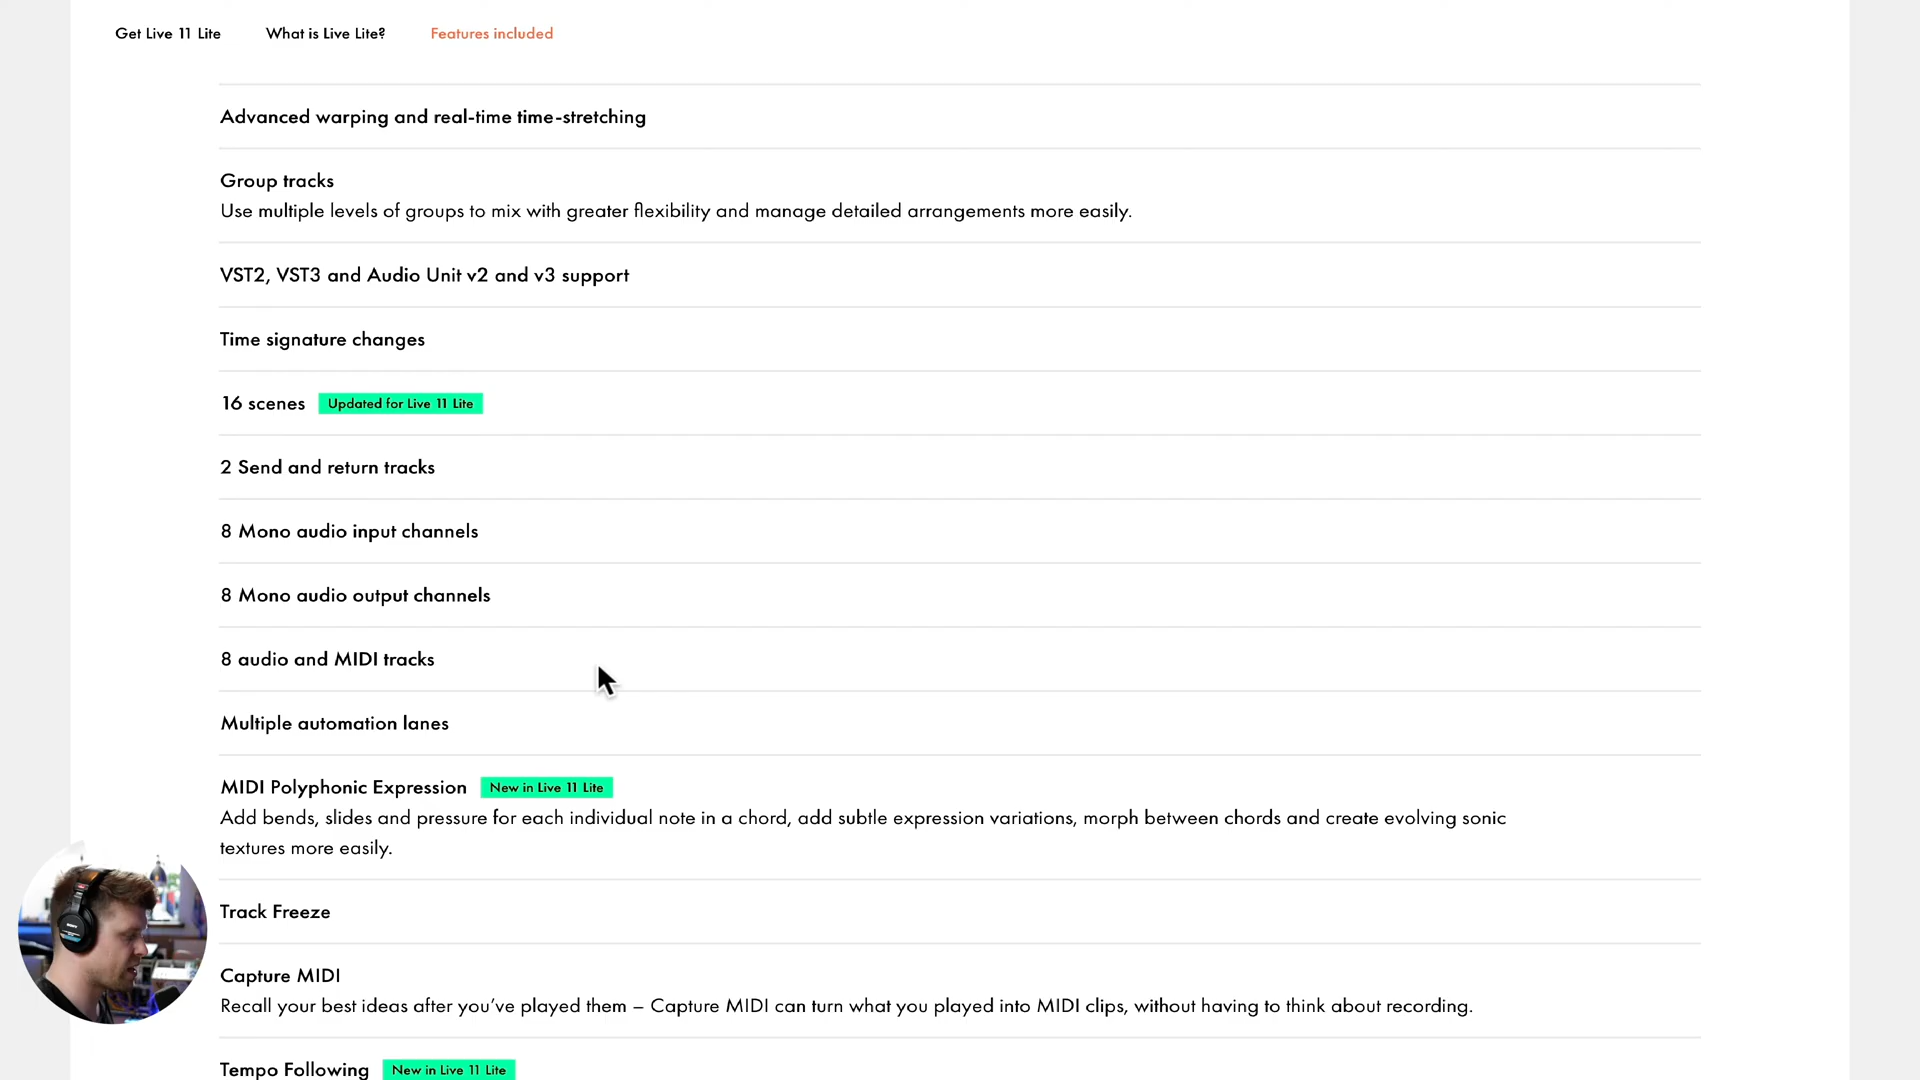 Get Live 11 Lite
What is Live Lite?
Features included
Advanced warping and real-time time-stretching
Group tracks
Use multiple levels of groups to mix with greater flexibility and manage detailed arrangements more easily.
VST2, VST3 and Audio Unit v2 and v3 support
Time signature changes
16 scenes
Updated for Live 11 Lite
2 Send and return tracks
8 Mono audio input channels
8 Mono audio output channels
8 audio and MIDI tracks
Multiple automation lanes
MIDI Polyphonic Expression
New in Live 11 Lite
Add bends, slides and pressure for each individual note in a chord, add subtle expression variations, morph between chords and create evolving sonic
textures more easily.
Track Freeze
Capture MIDI
Recall your best ideas after you’ve played them – Capture MIDI can turn what you played into MIDI clips, without having to think about recording.
Tempo Following
New in Live 11 Lite
SONY